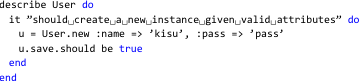 describe User do
it ”should␣create␣a␣new␣instance␣given␣valid␣attributes” do
u = User.new :name => ’kisu’, :pass => ’pass’
u.save.should be true
end
end